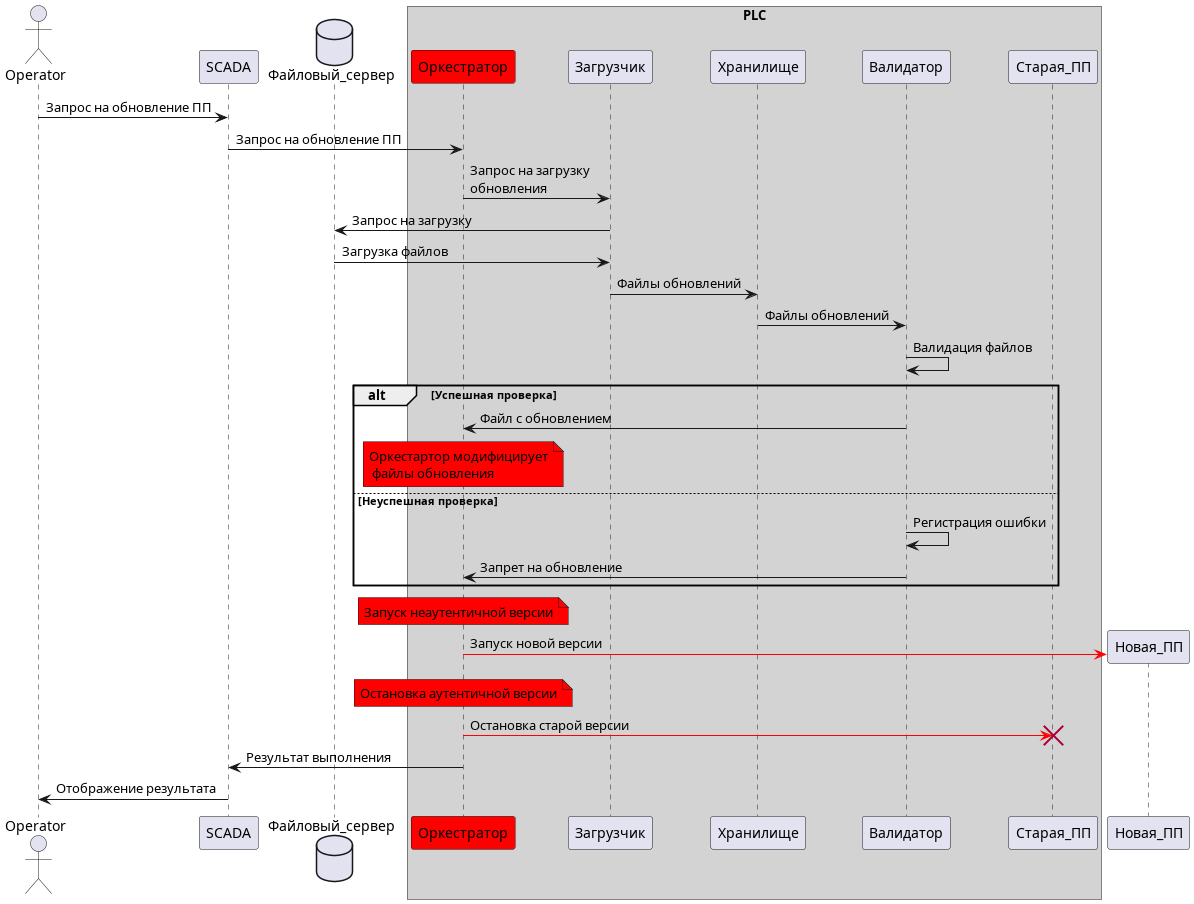 PLC
Operator
SCADA
Файловый_сервер
Оркестратор
Загрузчик
Хранилище
Валидатор
Старая_ПП
Запрос на обновление ПП
Запрос на обновление ПП
Запрос на загрузку
обновления
Запрос на загрузку
Загрузка файлов
Файлы обновлений
Файлы обновлений
Валидация файлов
alt
[Успешная проверка]
Файл с обновлением
Оркестартор модифицирует
файлы обновления
[Неуспешная проверка]
Регистрация ошибки
Запрет на обновление
Запуск неаутентичной версии
Запуск новой версии
Новая_ПП
Остановка аутентичной версии
Остановка старой версии
Результат выполнения
Отображение результата
Operator
SCADA
Файловый_сервер
Оркестратор
Загрузчик
Хранилище
Валидатор
Старая_ПП
Новая_ПП